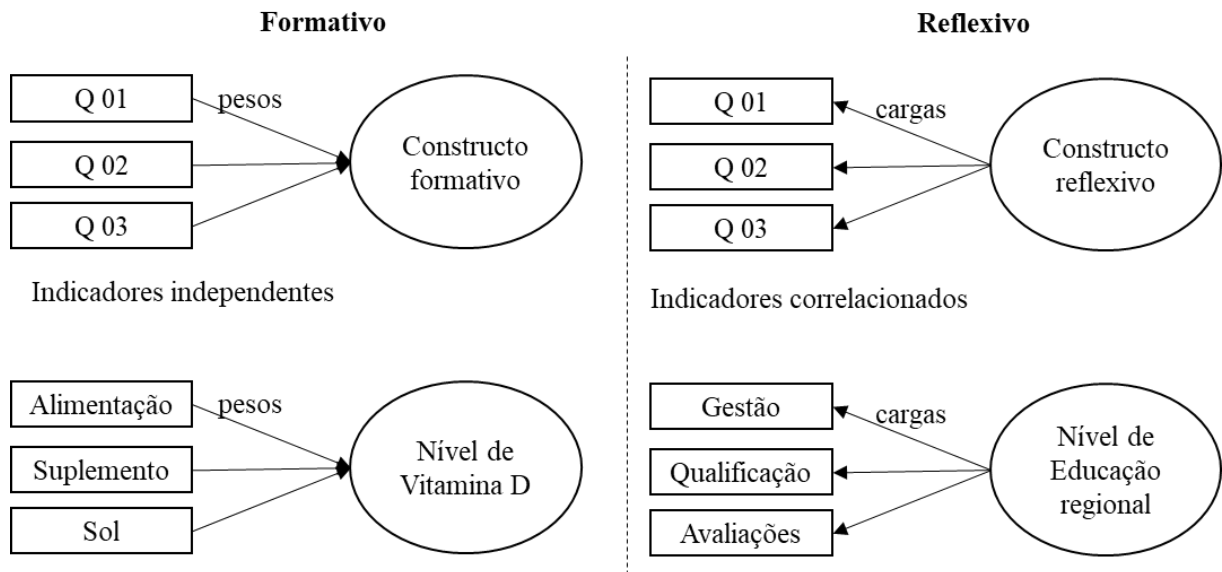 Formativo
Q 01
pesos
Q 02
Q 03
Constructo
formativo
Indicadores independentes
Alimentação
pesos
Suplemento
Sol
Nível de
Vitamina D
Reflexivo
Q 01
cargas
Q 02
Q 03
Constructo
reflexivo
Indicadores correlacionados
Gestão
cargas
Qualificação
Avaliações
Nível de
Educação
regional